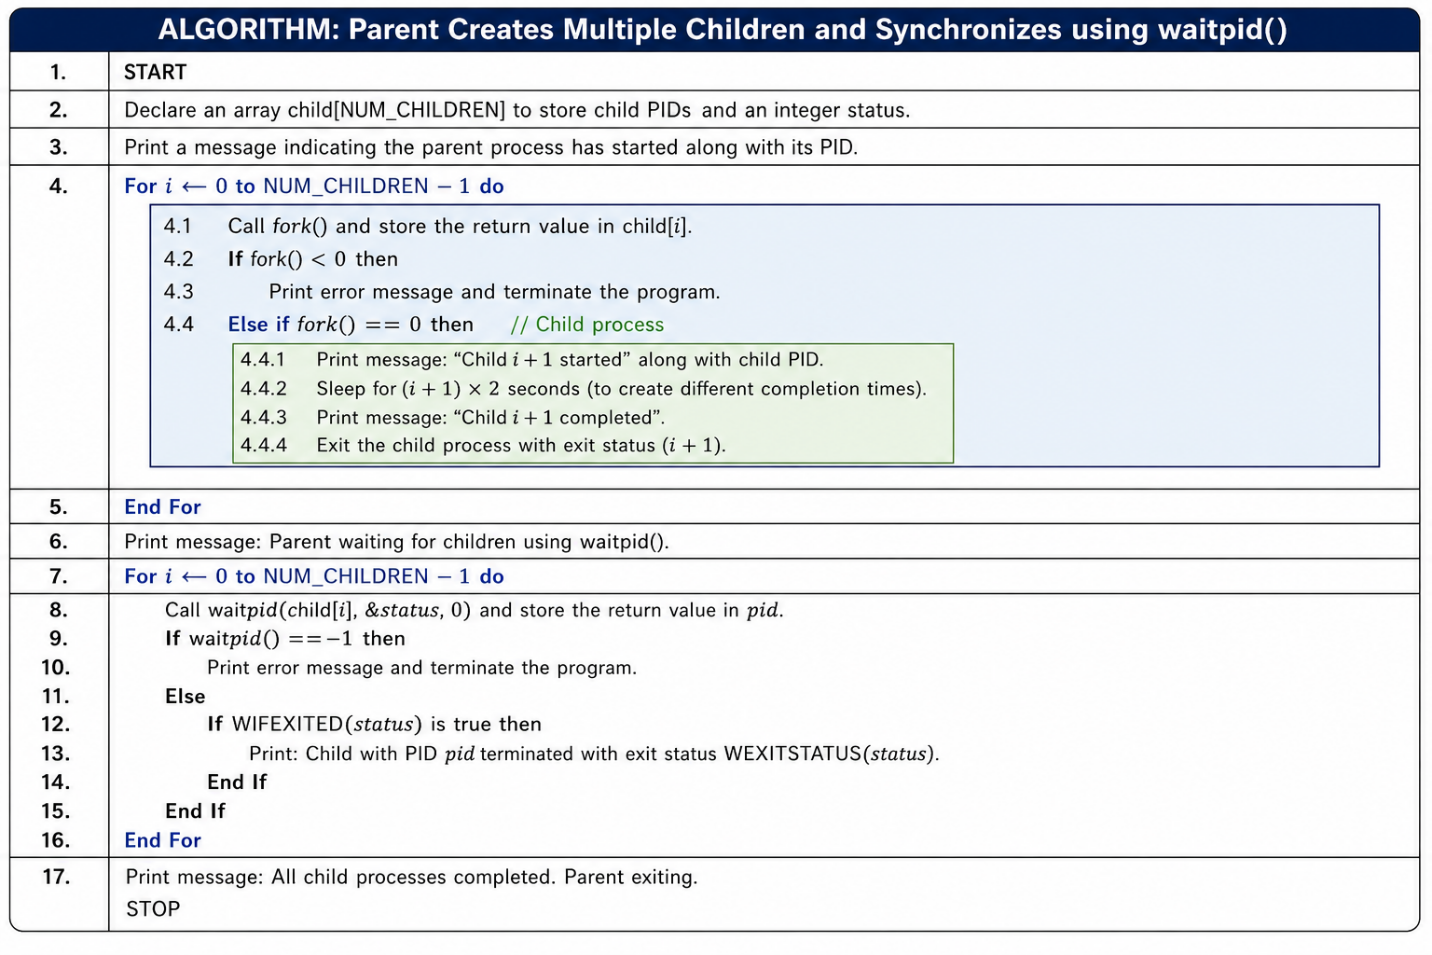 ALGORITHM: Parent Creates Multiple Children and Synchronizes using waitpid()
1. START
2. Declare an array child[NUM_CHILDREN] to store child PIDs and an integer status.
3. Print a message indicating the parent process has started along with its PID.
4. For i ← 0 to NUM_CHILDREN − 1 do
4.1 Call fork() and store the return value in child[i].
4.2 If fork() < 0 then
4.3 Print error message and terminate the program.
4.4 Else if fork() == 0 then // Child process
4.4.1 Print message: “Child i + 1 started” along with child PID.
4.4.2 Sleep for (i + 1) × 2 seconds (to create different completion times).
4.4.3 Print message: “Child i + 1 completed”.
4.4.4 Exit the child process with exit status (i + 1).
5. End For
6. Print message: Parent waiting for children using waitpid().
7. For i ← 0 to NUM_CHILDREN − 1 do
8. Call waitpid(child[i], &status, 0) and store the return value in pid.
9. If waitpid() == −1 then
10. Print error message and terminate the program.
11. Else
12. If WIFEXITED(status) is true then
13. Print: Child with PID pid terminated with exit status WEXITSTATUS(status).
14. End If
15. End If
16. End For
17. Print message: All child processes completed. Parent exiting.
STOP